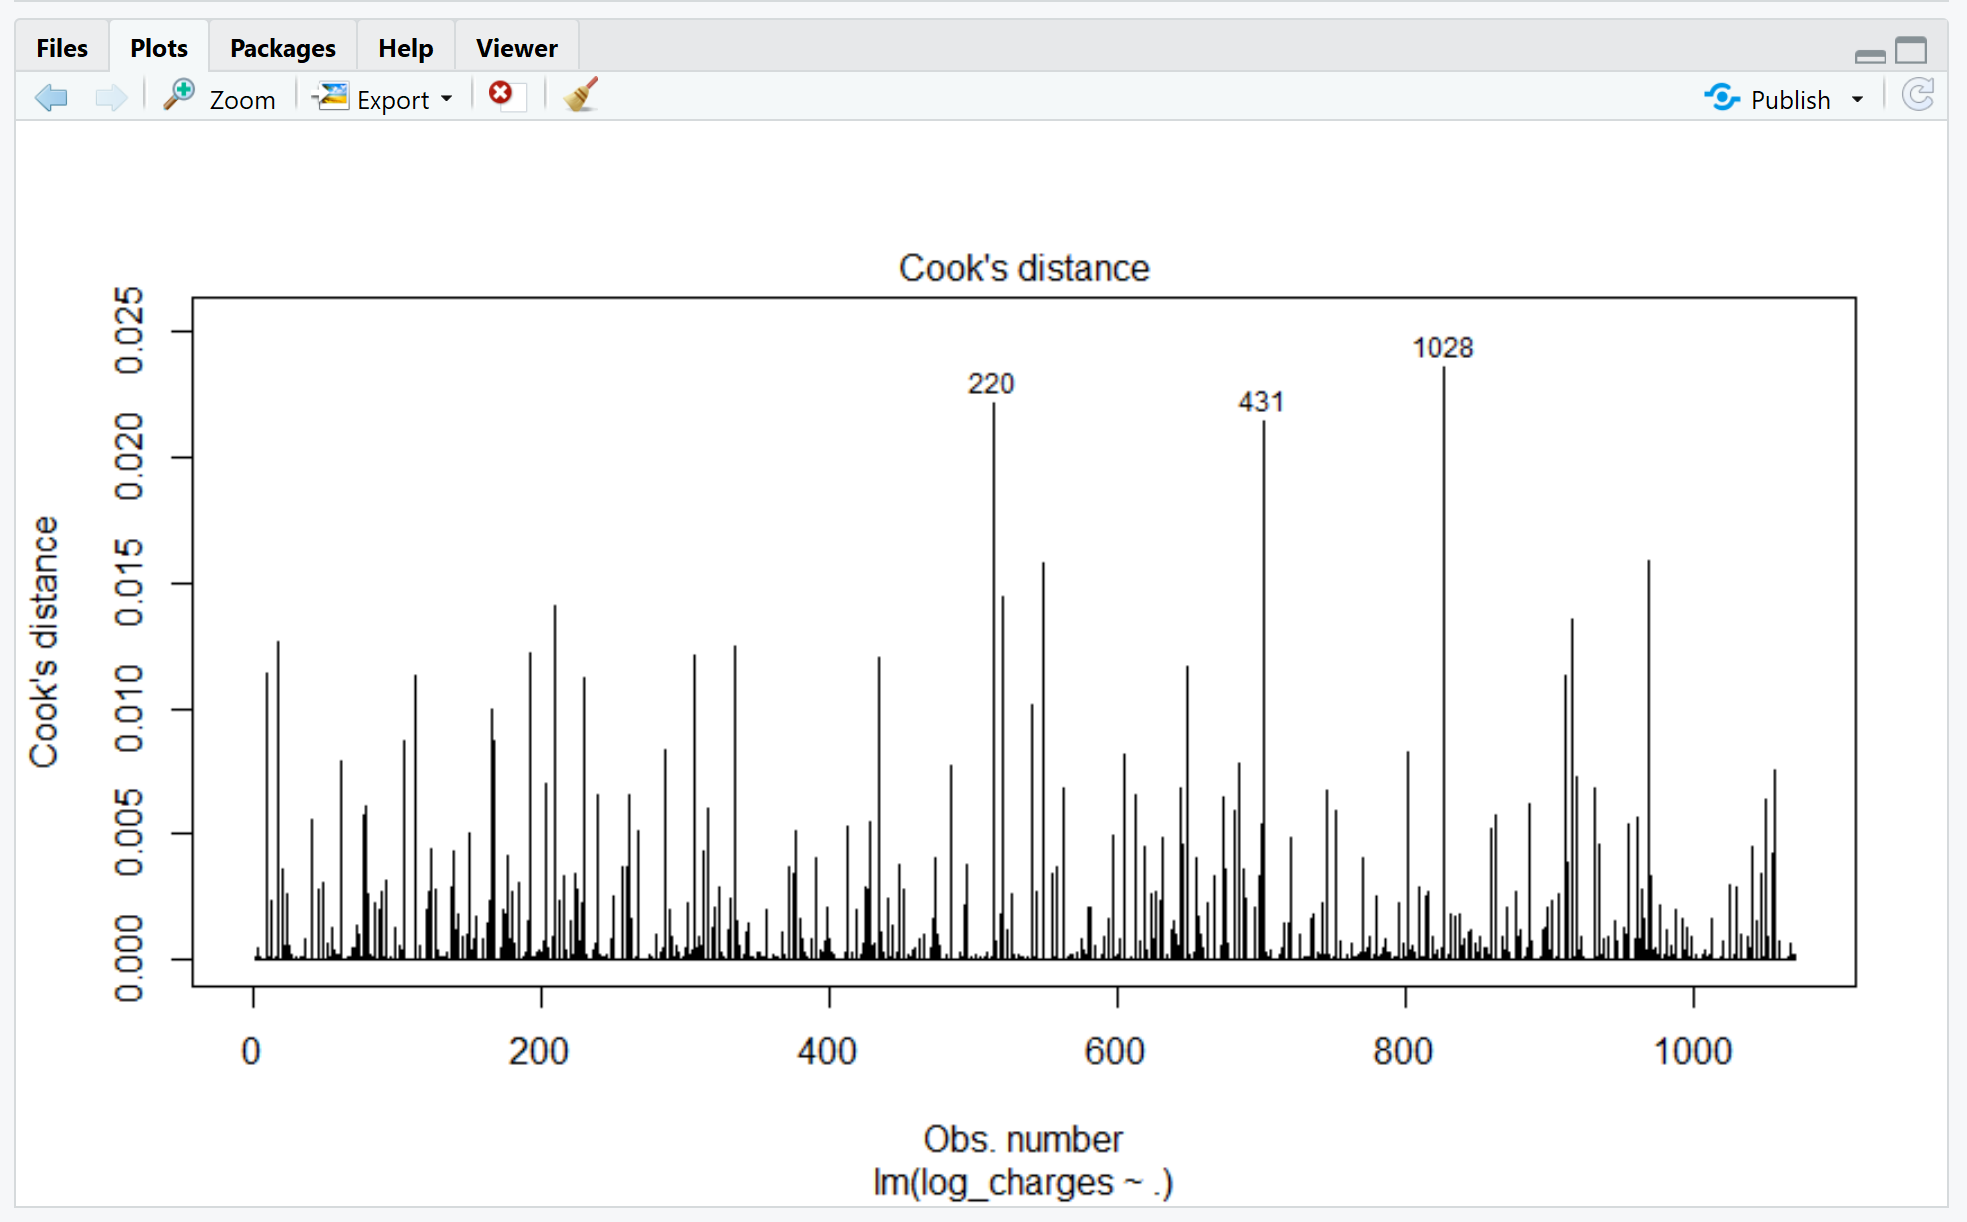 Files Plots Packages Help Viewer
Zoom Export Publish
Cook's distance
Cook's distance
0.025
0.020
0.015
0.010
0.005
0.000
1028
220
431
0 200 400 600 800 1000
Obs. number
lm(log_charges ~ .)